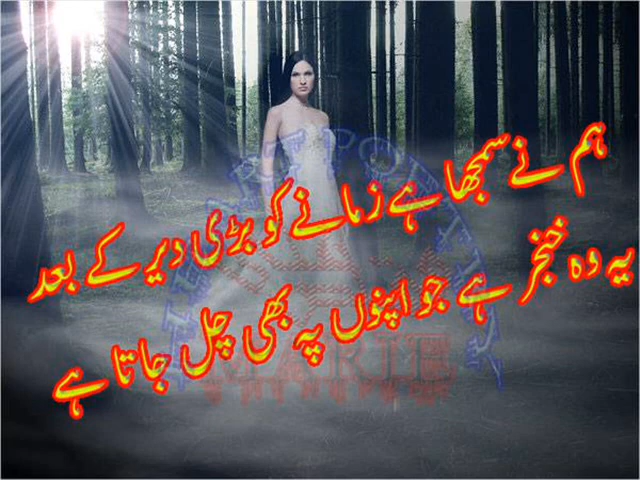 ہم نے سمجھا ہے زمانے کو بڑی دیر کے بعد
یہ وہ خنجر ہے جو اپنوں پہ بھی چل جاتا ہے